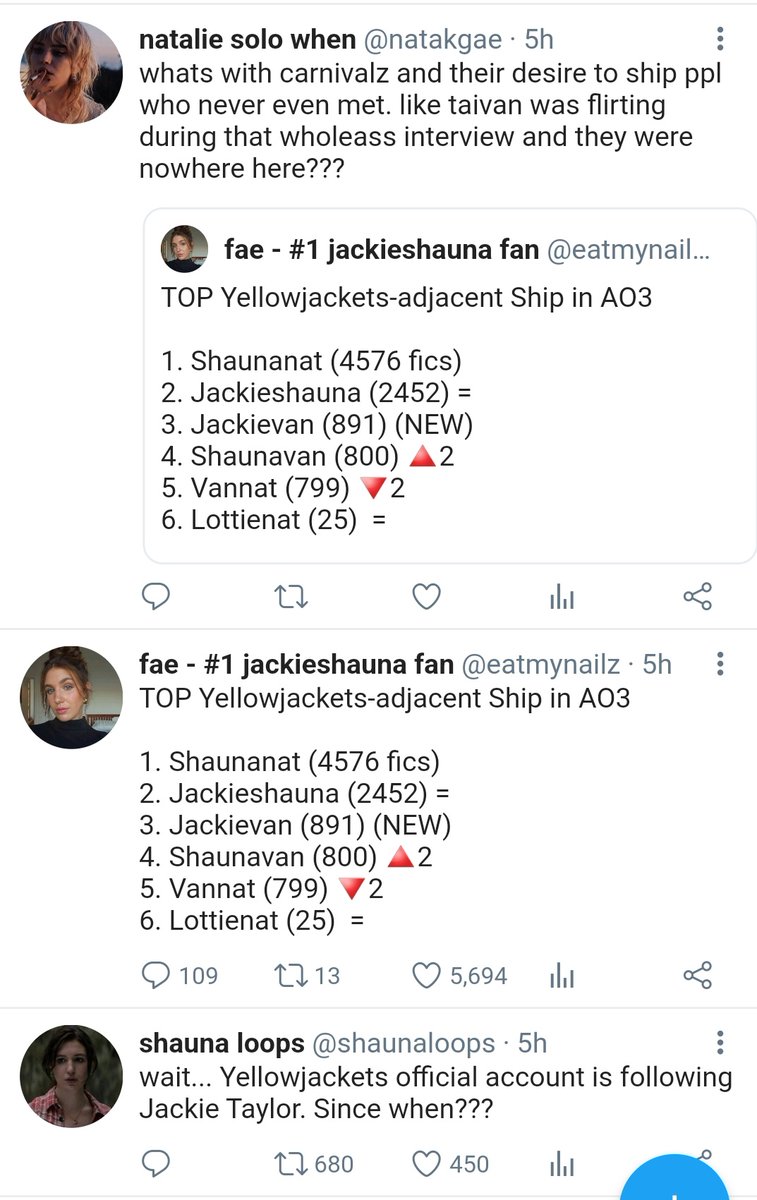 natalie solo when @natakgae · 5h
whats with carnivalz and their desire to ship ppl
who never even met. like taivan was flirting
during that wholeass interview and they were
nowhere here???
fae - #1 jackieshauna fan @eatmynail...
TOP Yellowjackets-adjacent Ship in AO3
1. Shaunanat (4576 fics)
2. Jackieshauna (2452) =
3. Jackievan (891) (NEW)
4. Shaunavan (800) 🔺2
5. Vannat (799) 🔻2
6. Lottienat (25) =
fae - #1 jackieshauna fan @eatmynailz · 5h
TOP Yellowjackets-adjacent Ship in AO3
1. Shaunanat (4576 fics)
2. Jackieshauna (2452) =
3. Jackievan (891) (NEW)
4. Shaunavan (800) 🔺2
5. Vannat (799) 🔻2
6. Lottienat (25) =
109 13 5,694
shauna loops @shaunaloops · 5h
wait... Yellowjackets official account is following
Jackie Taylor. Since when???
680 450